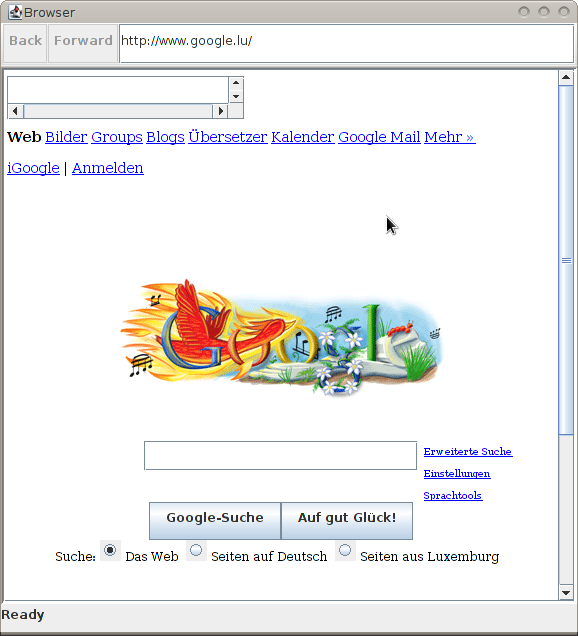 Browser
Back Forward http://www.google.lu/
Web Bilder Groups Blogs Übersetzer Kalender Google Mail Mehr »
iGoogle | Anmelden
Google
Erweiterte Suche
Einstellungen
Sprachtools
Google-Suche Auf gut Glück!
Suche: Das Web Seiten auf Deutsch Seiten aus Luxemburg
Ready